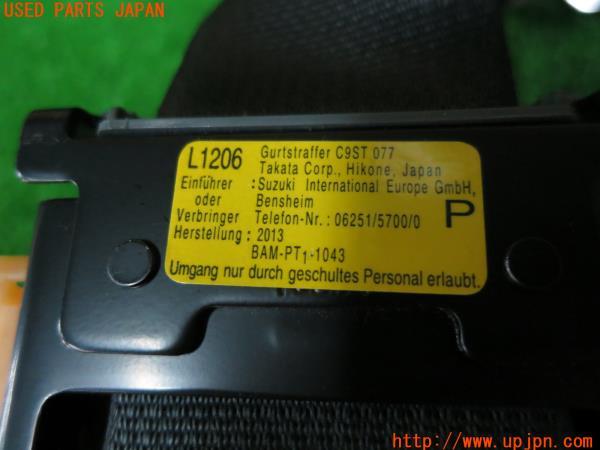 USED PARTS JAPAN
L1206
Gurtstraffer C9ST 077
Takata Corp., Hikone, Japan
Einführer :Suzuki International Europe GmbH,
oder Bensheim
Verbringer Telefon-Nr. : 06251/5700/0
P
Herstellung : 2013
BAM-PT1-1043
Umgang nur durch geschultes Personal erlaubt.
http://www.upjpn.com/